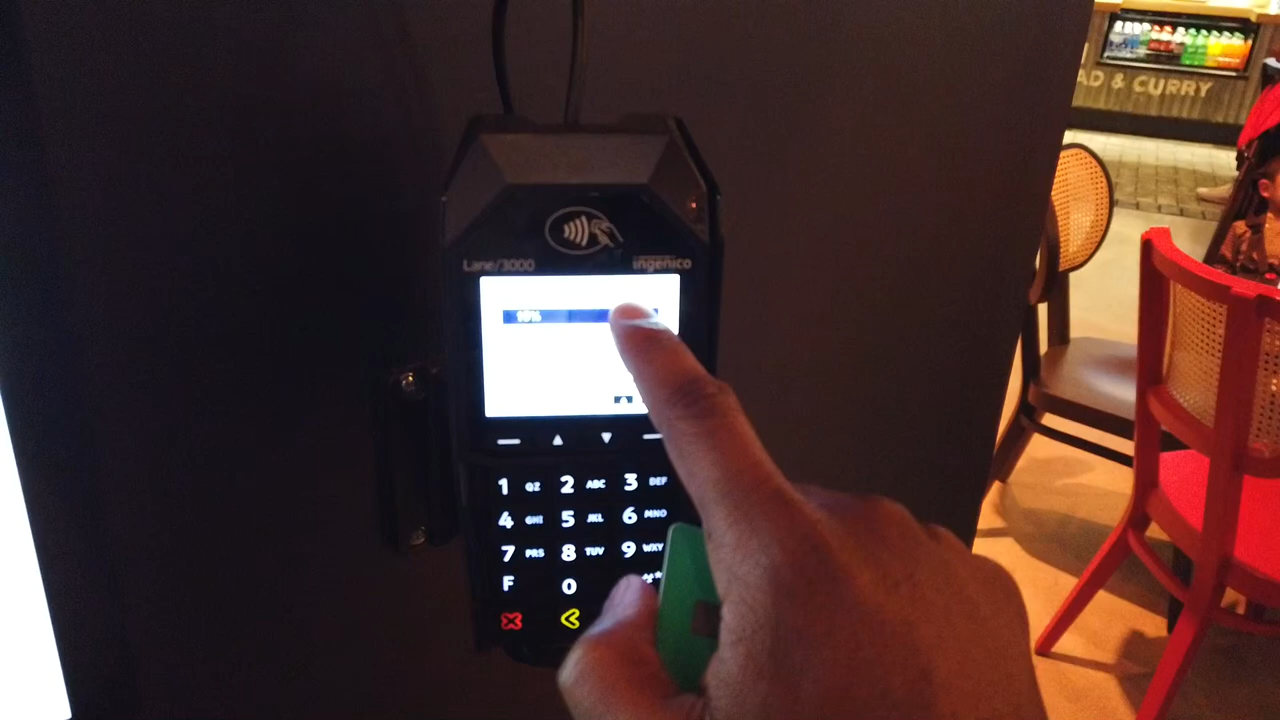 Lane/3000
ingenico
1 QZ 2 ABC 3 DEF
4 GHI 5 JKL 6 MNO
7 PRS 8 TUV 9 WXY
F 0
& CURRY